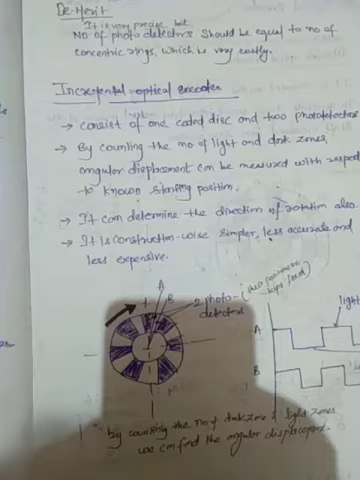 De-Merit
It is very precise but
No of photo detectors should be equal to no of
concentric rings, which is very costly.
Incremental optical encoder
→ consist of one coded disc and two photodetectors
→ By counting the no of light and dark zones,
angular displacement can be measured with respect
to known starting position.
→ It can determine the direction of rotation also.
→ It is construction-wise simpler, less accurate and
less expensive.
A
B
2 photo-
detectors
A
light
B
by counting the no of dark zone & light zones
we can find the angular displacement.